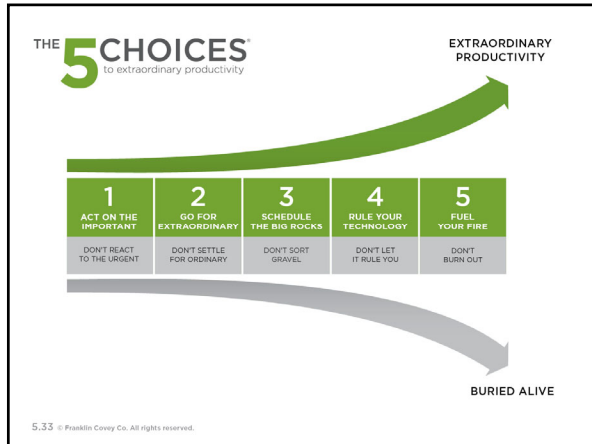 THE 5 CHOICES®
to extraordinary productivity
EXTRAORDINARY
PRODUCTIVITY
1
ACT ON THE
IMPORTANT
DON'T REACT
TO THE URGENT
2
GO FOR
EXTRAORDINARY
DON'T SETTLE
FOR ORDINARY
3
SCHEDULE
THE BIG ROCKS
DON'T SORT
GRAVEL
4
RULE YOUR
TECHNOLOGY
DON'T LET
IT RULE YOU
5
FUEL
YOUR FIRE
DON'T
BURN OUT
BURIED ALIVE
5.33 © Franklin Covey Co. All rights reserved.